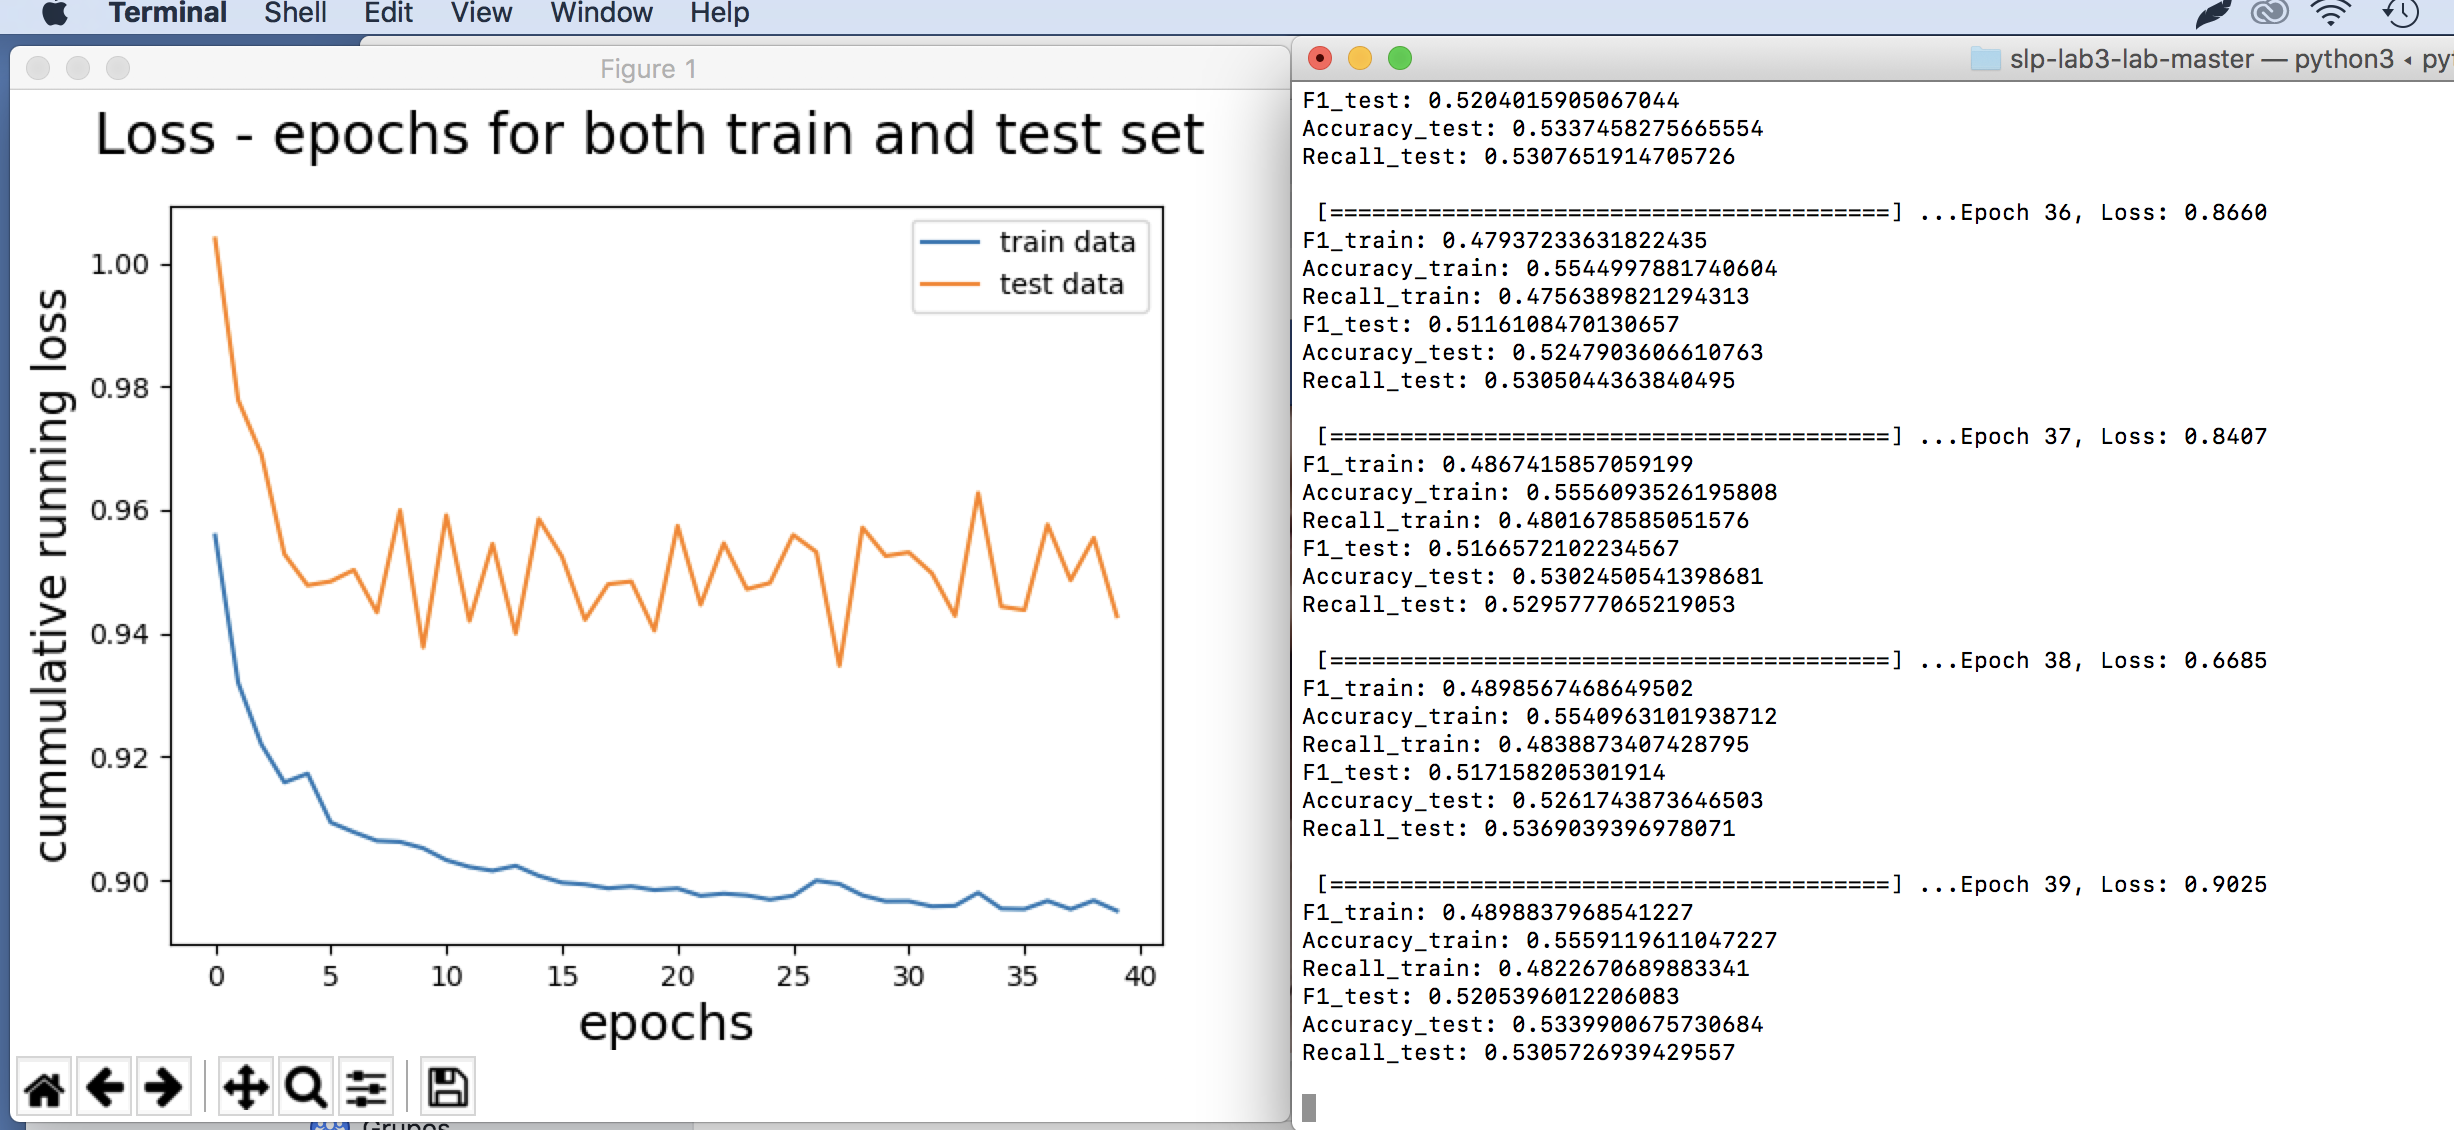 Terminal Shell Edit View Window Help
Figure 1
Loss - epochs for both train and test set
cummulative running loss
1.00
0.98
0.96
0.94
0.92
0.90
train data
test data
0 5 10 15 20 25 30 35 40
epochs
Grupos
slp-lab3-lab-master — python3 ◂ py
F1_test: 0.5204015905067044
Accuracy_test: 0.5337458275665554
Recall_test: 0.5307651914705726
[========================================] ...Epoch 36, Loss: 0.8660
F1_train: 0.47937233631822435
Accuracy_train: 0.5544997881740604
Recall_train: 0.4756389821294313
F1_test: 0.5116108470130657
Accuracy_test: 0.5247903606610763
Recall_test: 0.5305044363840495
[========================================] ...Epoch 37, Loss: 0.8407
F1_train: 0.4867415857059199
Accuracy_train: 0.5556093526195808
Recall_train: 0.4801678585051576
F1_test: 0.5166572102234567
Accuracy_test: 0.5302450541398681
Recall_test: 0.5295777065219053
[========================================] ...Epoch 38, Loss: 0.6685
F1_train: 0.4898567468649502
Accuracy_train: 0.5540963101938712
Recall_train: 0.4838873407428795
F1_test: 0.517158205301914
Accuracy_test: 0.5261743873646503
Recall_test: 0.5369039396978071
[========================================] ...Epoch 39, Loss: 0.9025
F1_train: 0.4898837968541227
Accuracy_train: 0.5559119611047227
Recall_train: 0.4822670689883341
F1_test: 0.5205396012206083
Accuracy_test: 0.5339900675730684
Recall_test: 0.5305726939429557